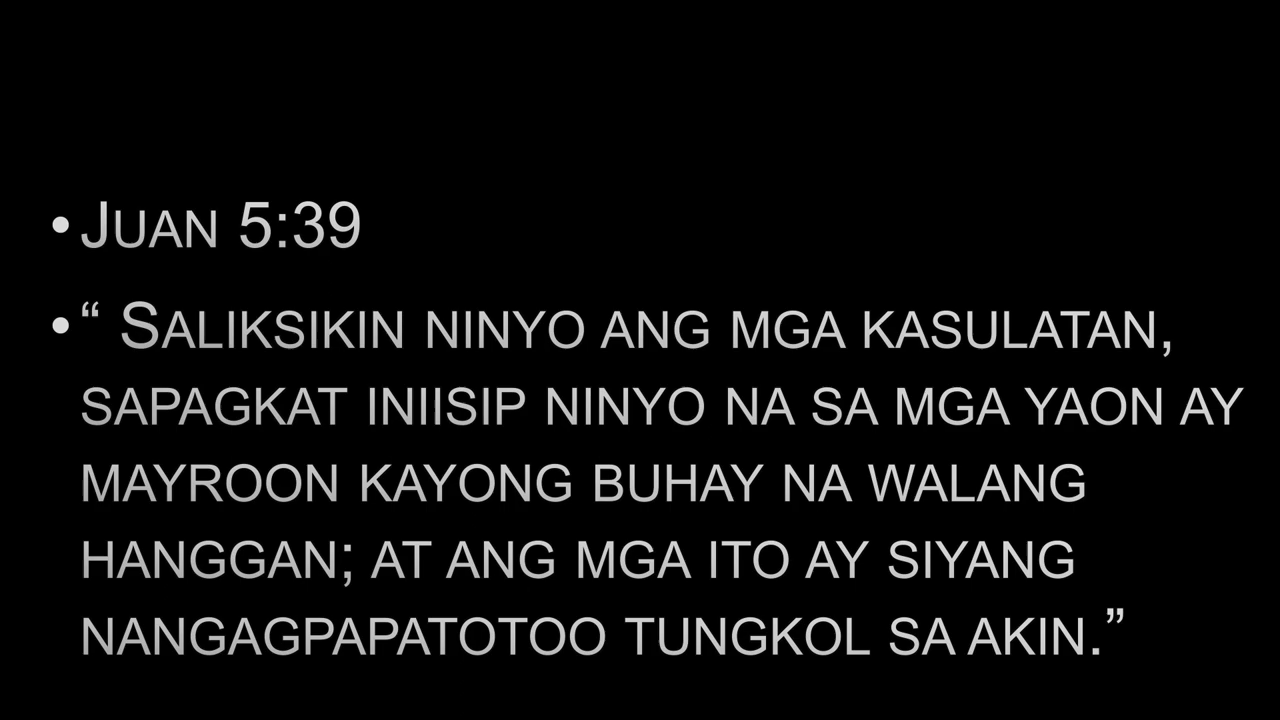 • Juan 5:39
• “ Saliksikin ninyo ang mga kasulatan,
sapagkat iniisip ninyo na sa mga yaon ay
mayroon kayong buhay na walang
hanggan; at ang mga ito ay siyang
nangagpapatotoo tungkol sa akin.”